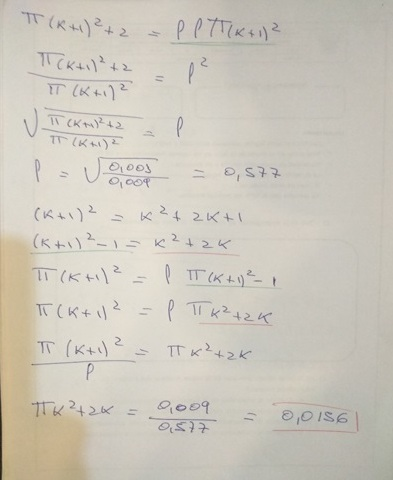 π(k+1)²+2 = ρ ρ π(k+1)²
π(k+1)²+2 / π(k+1)² = ρ²
√(π(k+1)²+2 / π(k+1)²) = ρ
ρ = √(0,003 / 0,009) = 0,577
(k+1)² = k²+2k+1
(k+1)²-1 = k²+2k
π(k+1)² = ρ π(k+1)²-1
π(k+1)² = ρ πk²+2k
π(k+1)² / ρ = πk²+2k
πk²+2k = 0,009 / 0,577 = 0,0156